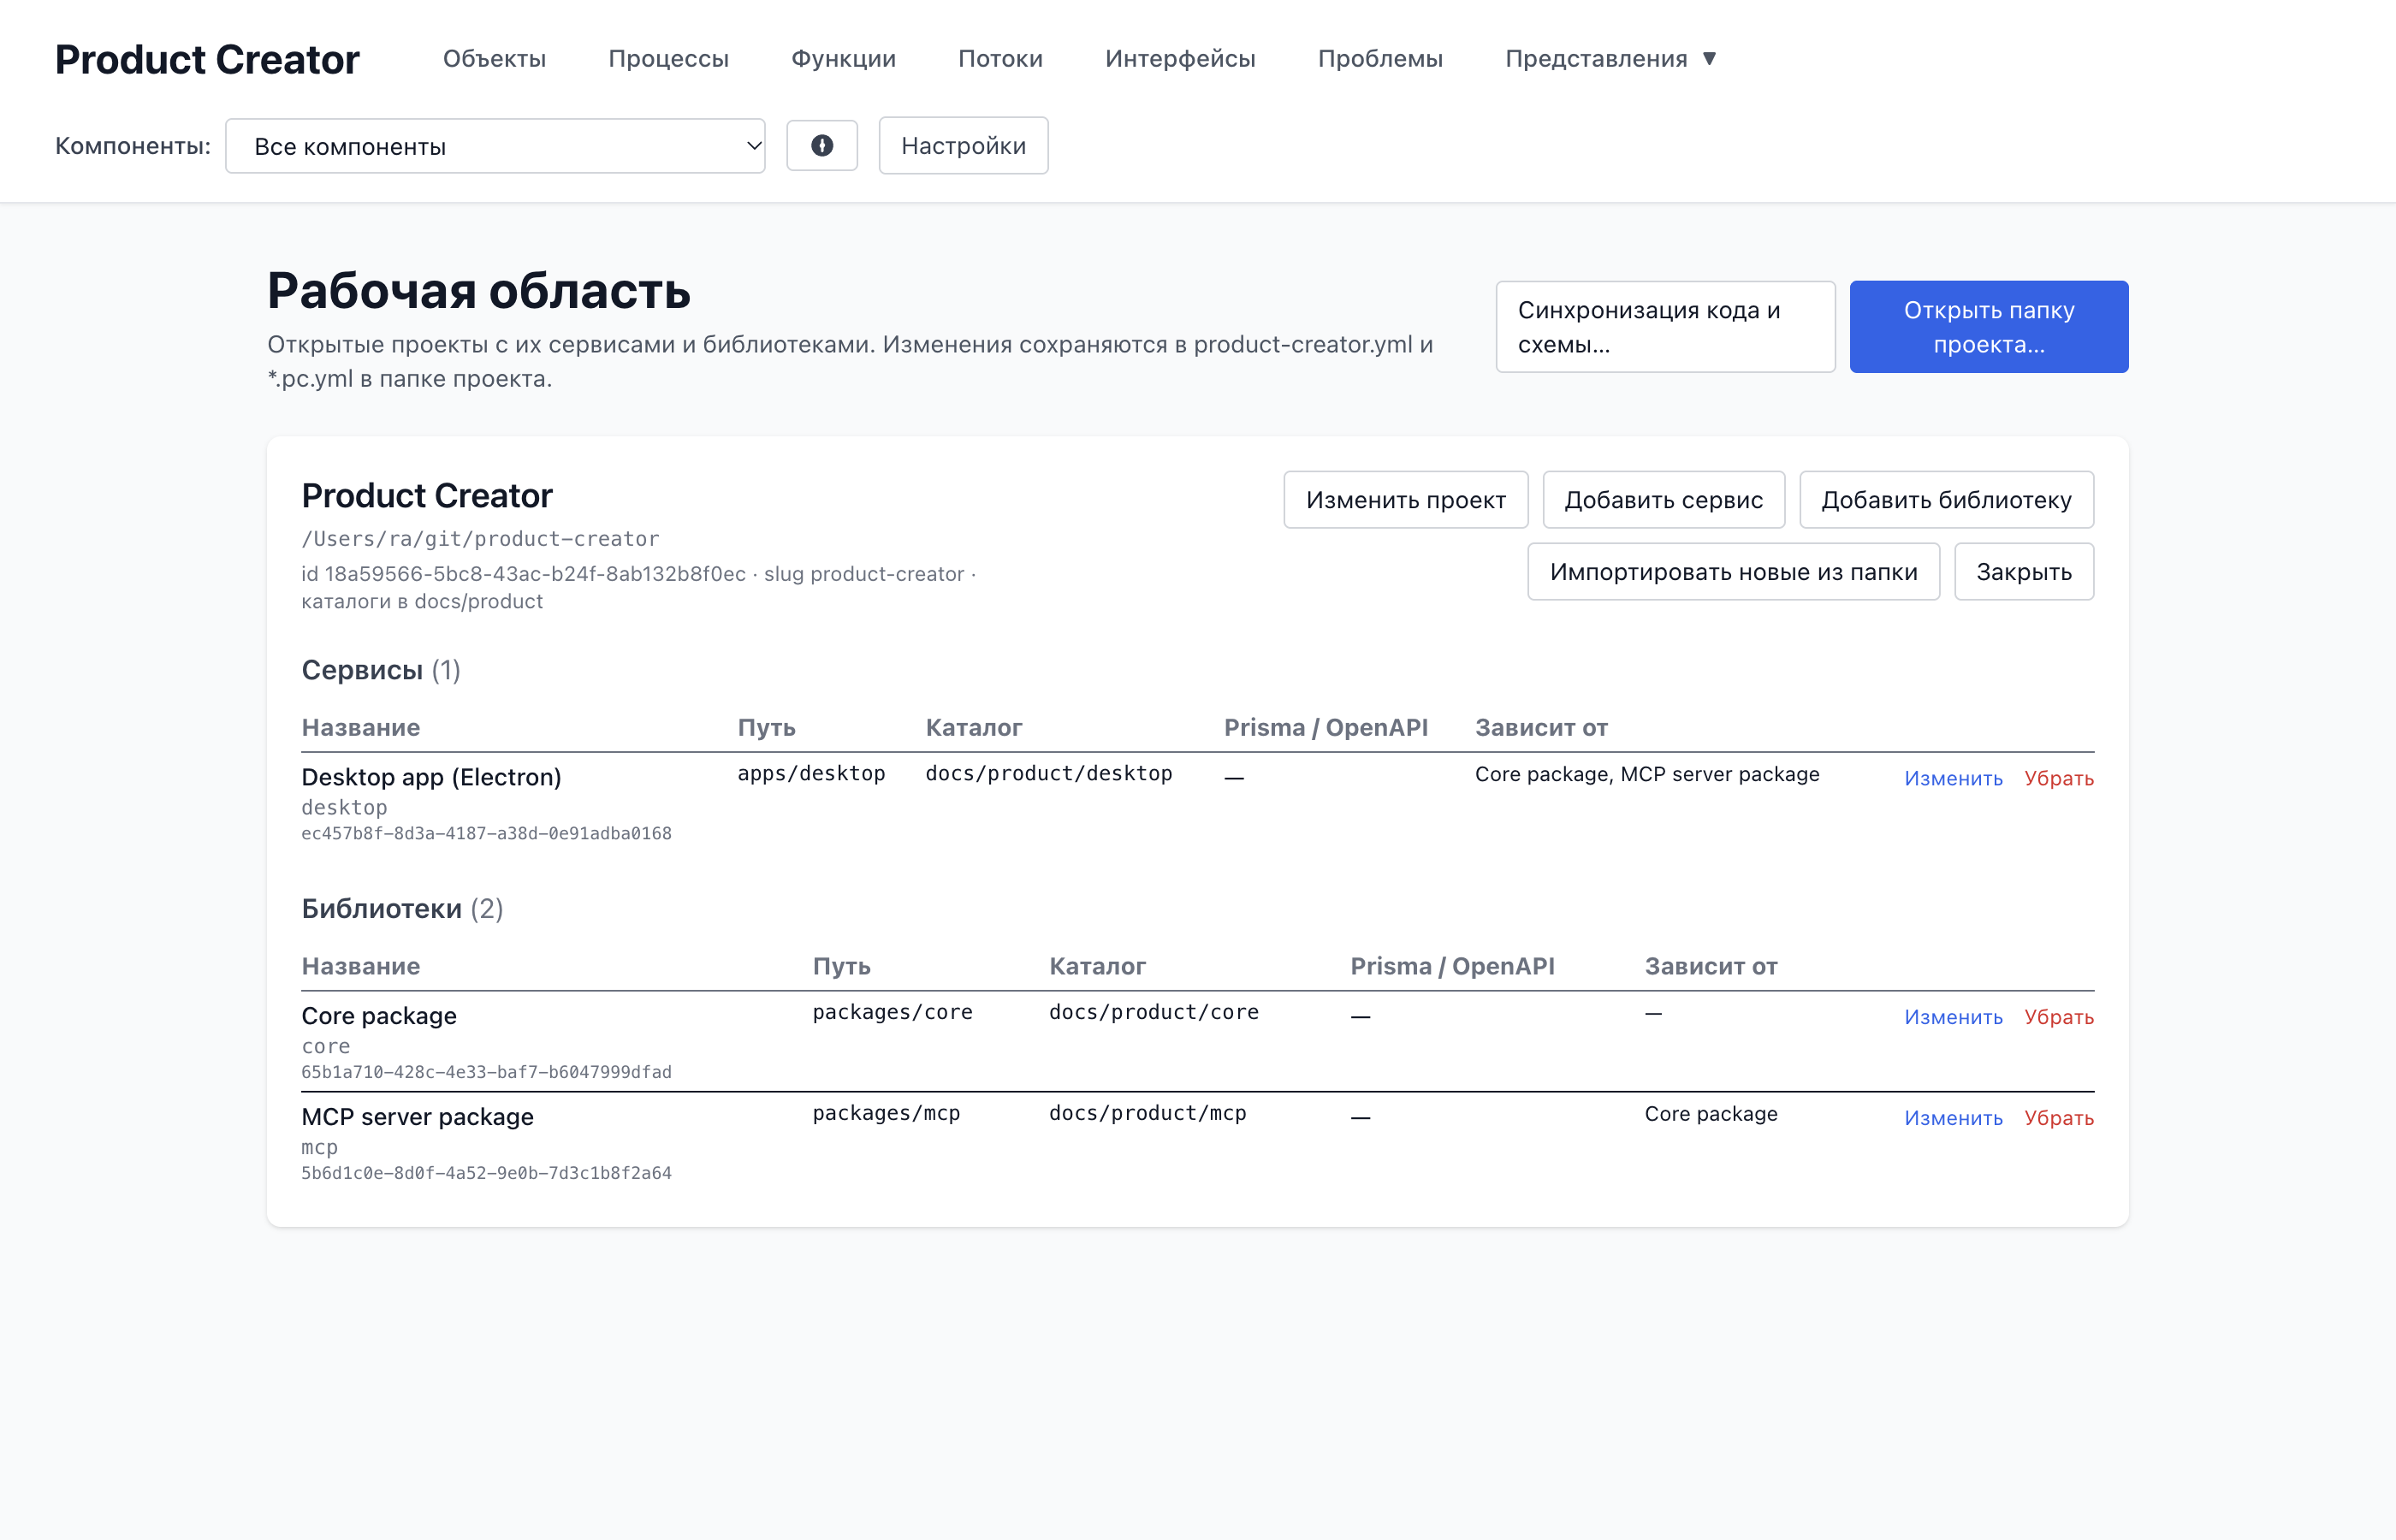 Product Creator
Объекты
Процессы
Функции
Потоки
Интерфейсы
Проблемы
Представления ▼
Компоненты:
Все компоненты
Настройки
Рабочая область
Открытые проекты с их сервисами и библиотеками. Изменения сохраняются в product-creator.yml и
*.pc.yml в папке проекта.
Синхронизация кода и
схемы...
Открыть папку
проекта...
Product Creator
/Users/ra/git/product-creator
id 18a59566-5bc8-43ac-b24f-8ab132b8f0ec · slug product-creator ·
каталоги в docs/product
Изменить проект
Добавить сервис
Добавить библиотеку
Импортировать новые из папки
Закрыть
Сервисы (1)
Название Путь Каталог Prisma / OpenAPI Зависит от
Desktop app (Electron) apps/desktop docs/product/desktop — Core package, MCP server package Изменить Убрать
desktop
ec457b8f-8d3a-4187-a38d-0e91adba0168
Библиотеки (2)
Название Путь Каталог Prisma / OpenAPI Зависит от
Core package packages/core docs/product/core — — Изменить Убрать
core
65b1a710-428c-4e33-baf7-b6047999dfad
MCP server package packages/mcp docs/product/mcp — Core package Изменить Убрать
mcp
5b6d1c0e-8d0f-4a52-9e0b-7d3c1b8f2a64